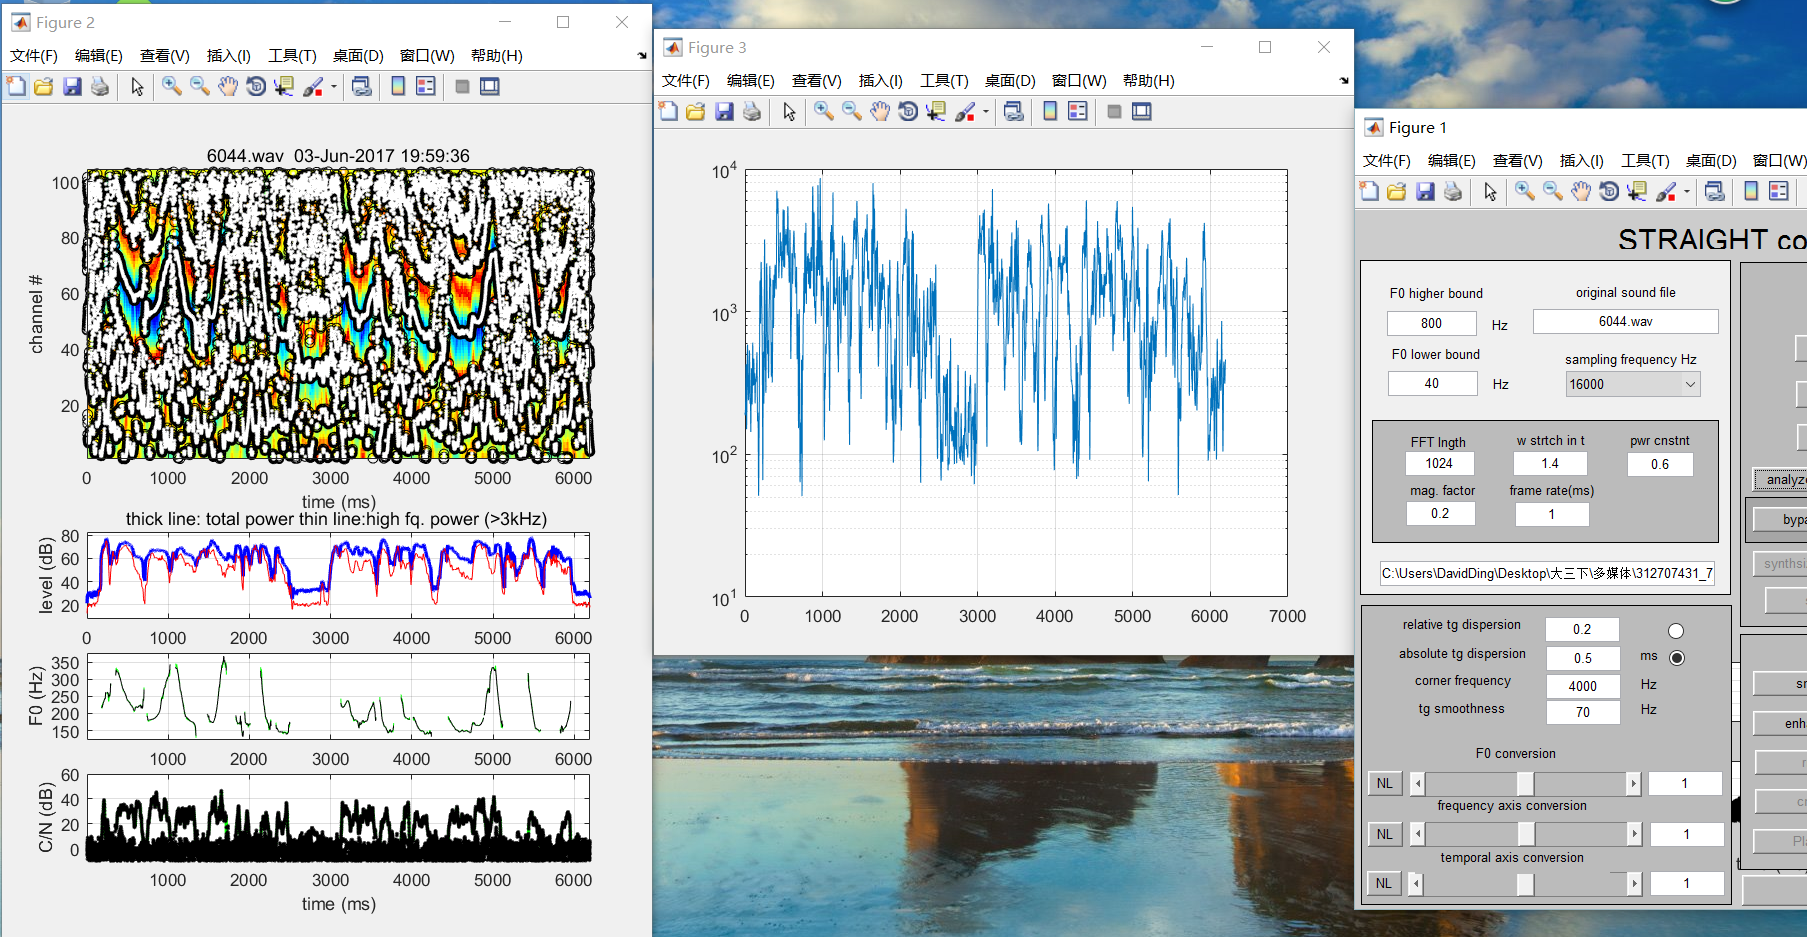 Figure 2
文件(F) 编辑(E) 查看(V) 插入(I) 工具(T) 桌面(D) 窗口(W) 帮助(H)
6044.wav 03-Jun-2017 19:59:36
100
80
60
40
20
channel #
0 1000 2000 3000 4000 5000 6000
time (ms)
thick line: total power thin line:high fq. power (>3kHz)
80
60
40
20
level (dB)
0 1000 2000 3000 4000 5000 6000
350
300
250
200
150
F0 (Hz)
1000 2000 3000 4000 5000 6000
60
40
20
0
C/N (dB)
1000 2000 3000 4000 5000 6000
time (ms)
Figure 3
文件(F) 编辑(E) 查看(V) 插入(I) 工具(T) 桌面(D) 窗口(W) 帮助(H)
10^4
10^3
10^2
10^1
0 1000 2000 3000 4000 5000 6000 7000
Figure 1
文件(F) 编辑(E) 查看(V) 插入(I) 工具(T) 桌面(D) 窗口(W)
STRAIGHT co
F0 higher bound
800 Hz
F0 lower bound
40 Hz
original sound file
6044.wav
sampling frequency Hz
16000
FFT lngth w strtch in t pwr cnstnt
1024 1.4 0.6
mag. factor frame rate(ms)
0.2 1
C:\Users\DavidDing\Desktop\大三下\多媒体\312707431_7
relative tg dispersion 0.2
absolute tg dispersion 0.5 ms
corner frequency 4000 Hz
tg smoothness 70 Hz
F0 conversion
NL 1
frequency axis conversion
NL 1
temporal axis conversion
NL 1
analyze
bypa
synthsi
sm
enha
r
cr
Pl